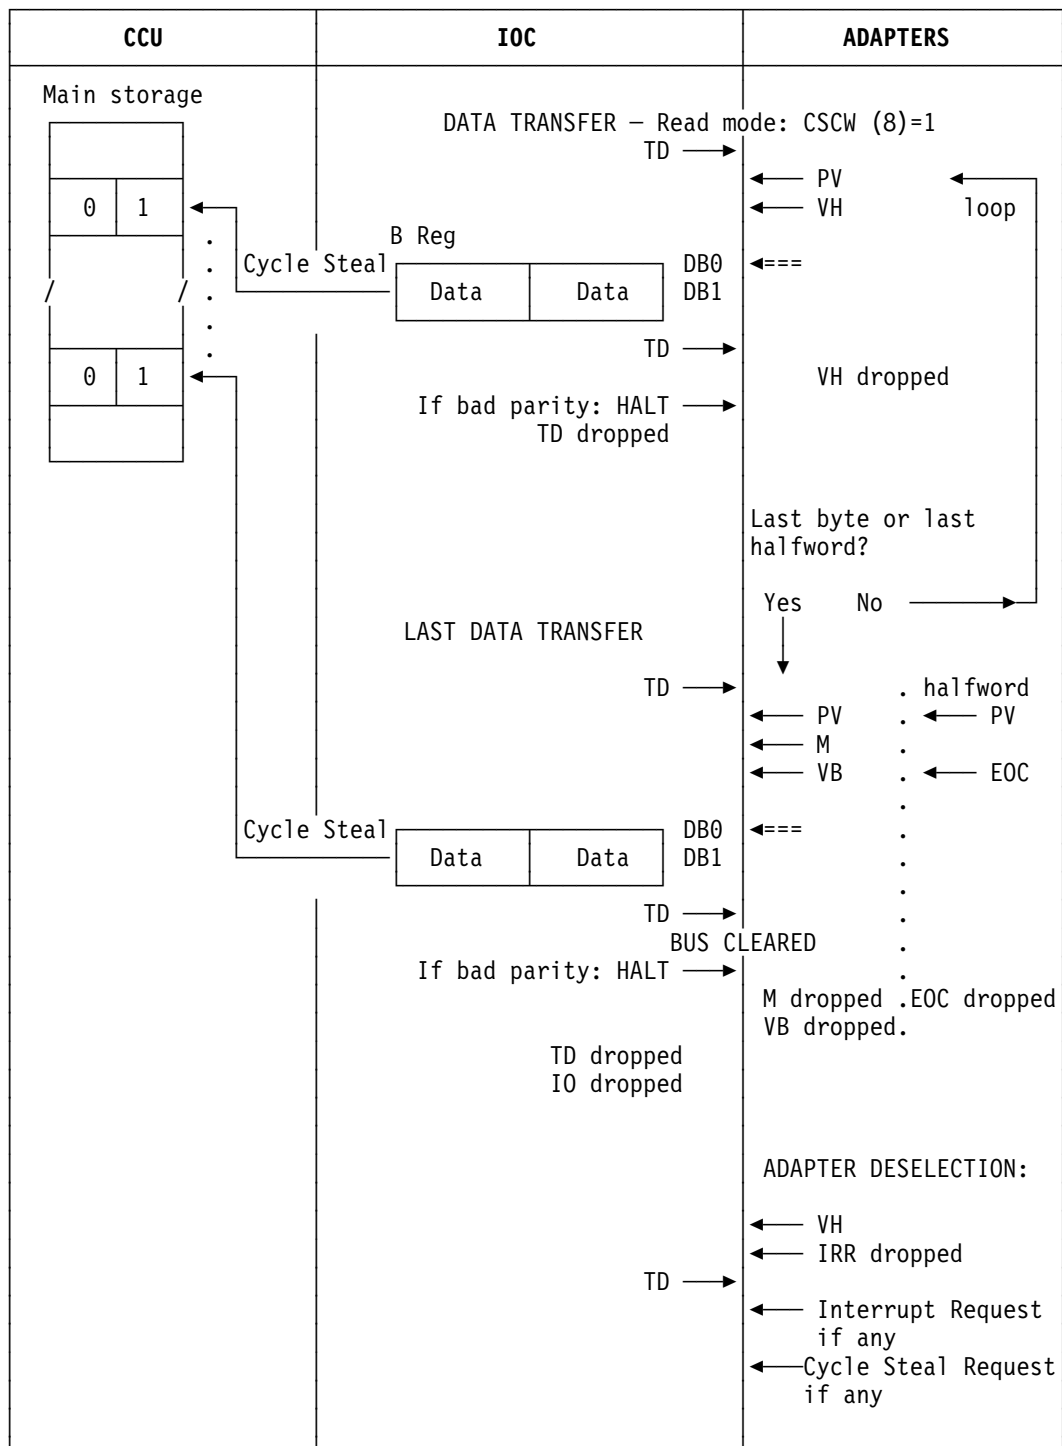 CCU IOC ADAPTERS
Main storage
DATA TRANSFER — Read mode: CSCW (8)=1
TD
PV
0 1 VH loop
B Reg
Cycle Steal DB0 ===
/ / Data Data DB1
TD
0 1 VH dropped
If bad parity: HALT
TD dropped
Last byte or last
halfword?
Yes No
LAST DATA TRANSFER
TD . halfword
PV . PV
M .
VB . EOC
Cycle Steal DB0 ===
Data Data DB1
TD
BUS CLEARED
If bad parity: HALT
M dropped .EOC dropped
VB dropped.
TD dropped
IO dropped
ADAPTER DESELECTION:
VH
IRR dropped
TD
Interrupt Request
if any
Cycle Steal Request
if any